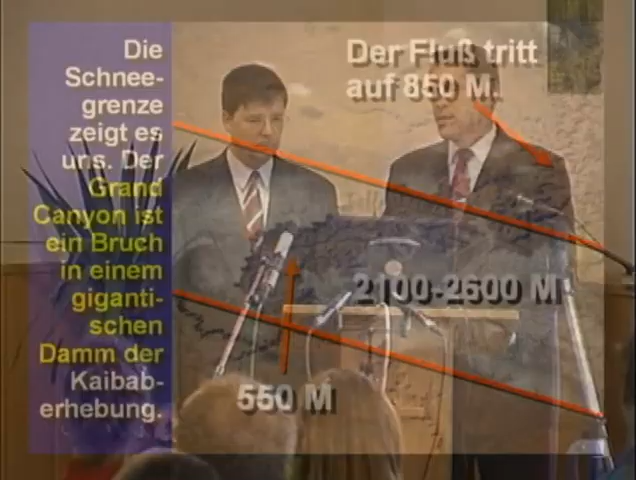 Die
Schnee-
grenze
zeigt es
uns. Der
Grand
Canyon ist
ein Bruch
in einem
giganti-
schen
Damm der
Kaibab-
erhebung.
Der Fluß tritt
auf 850 M.
2100-2600 M
550 M